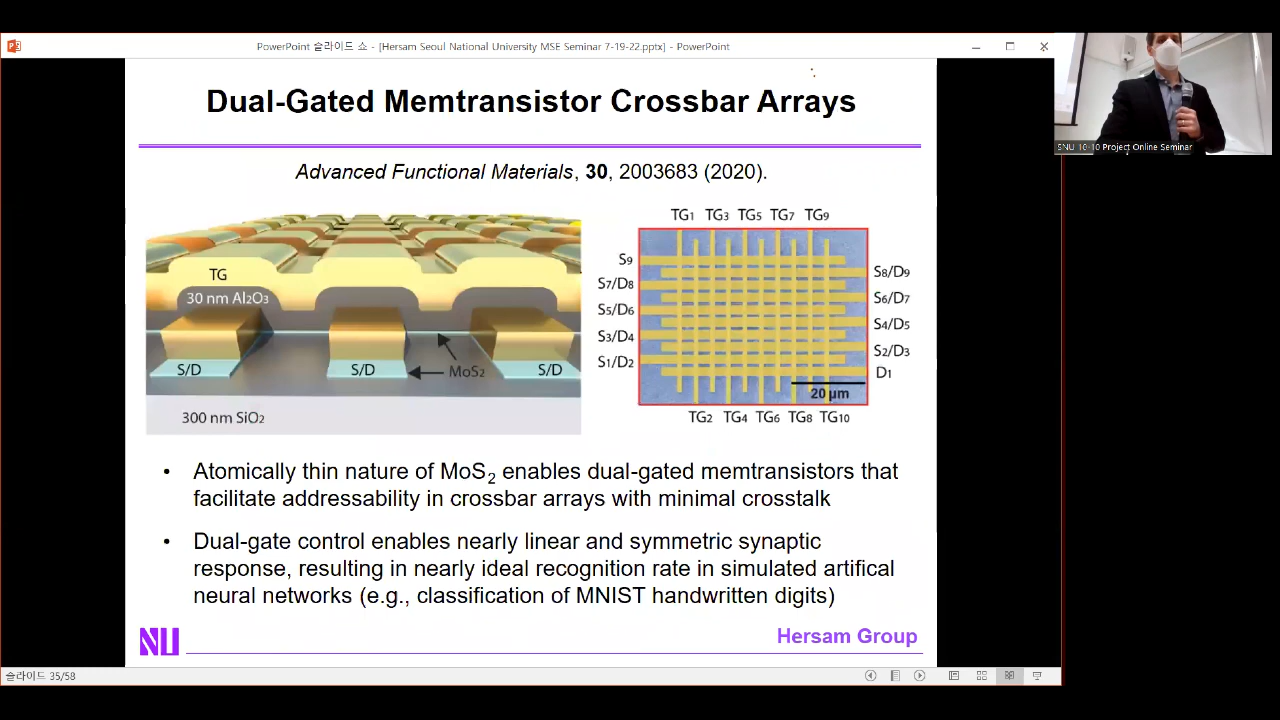 PowerPoint 슬라이드 쇼 - [Hersam Seoul National University MSE Seminar 7-19-22.pptx] - PowerPoint
Dual-Gated Memtransistor Crossbar Arrays
Advanced Functional Materials, 30, 2003683 (2020).
TG
30 nm Al₂O₃
S/D
S/D
S/D
MoS₂
300 nm SiO₂
TG₁ TG₃ TG₅ TG₇ TG₉
S₉
S₇/D₈
S₅/D₆
S₃/D₄
S₁/D₂
S₈/D₉
S₆/D₇
S₄/D₅
S₂/D₃
D₁
20 μm
TG₂ TG₄ TG₆ TG₈ TG₁₀
• Atomically thin nature of MoS₂ enables dual-gated memtransistors that
facilitate addressability in crossbar arrays with minimal crosstalk
• Dual-gate control enables nearly linear and symmetric synaptic
response, resulting in nearly ideal recognition rate in simulated artifical
neural networks (e.g., classification of MNIST handwritten digits)
NU
Hersam Group
슬라이드 35/58
SNU 10-10 Project Online Seminar